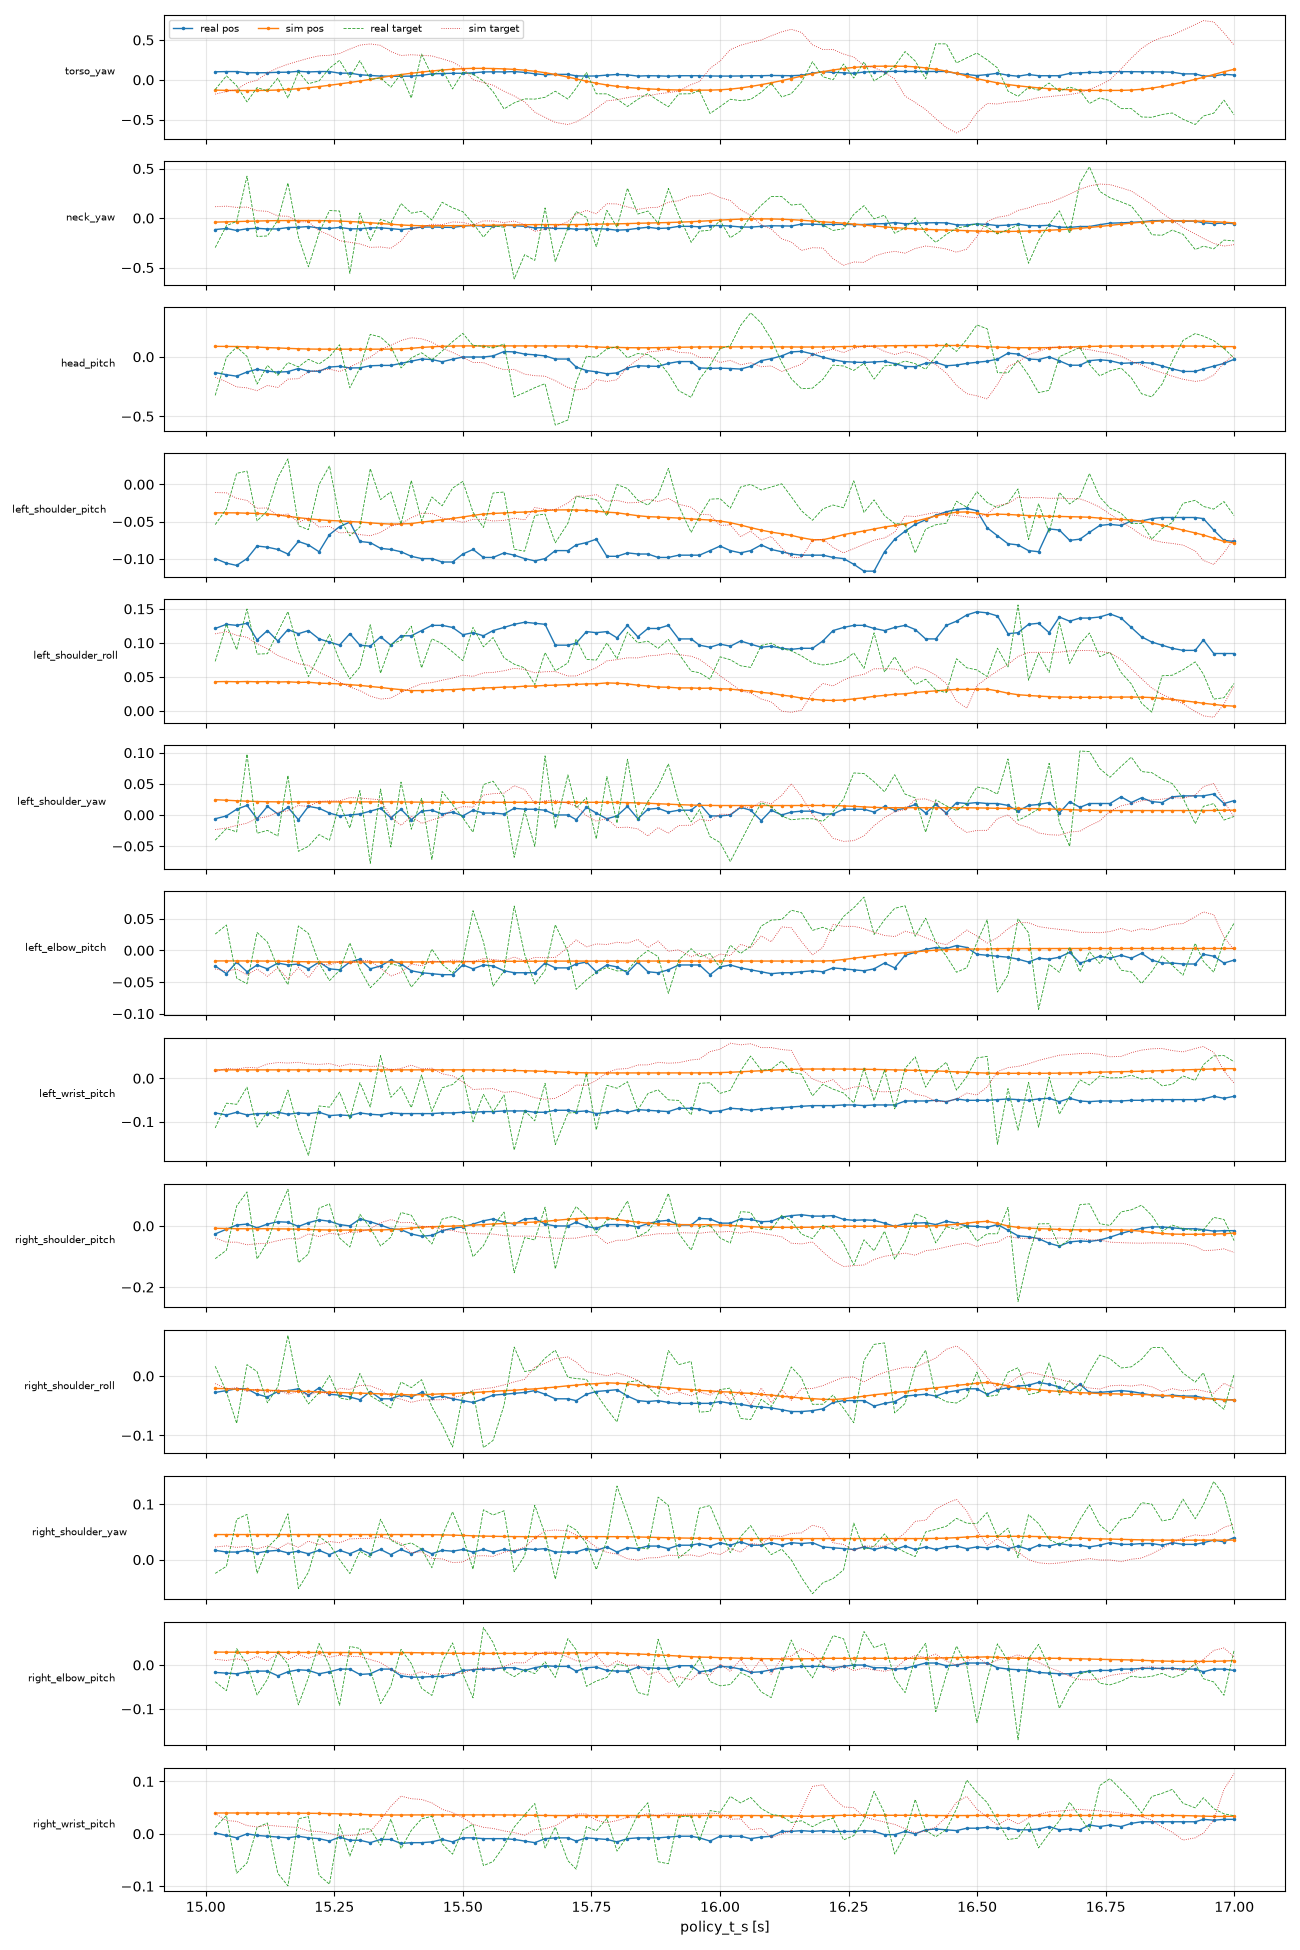 real pos sim pos real target sim target
0.5
torso_yaw
0.0
−0.5
0.5
neck_yaw
0.0
−0.5
0.0
head_pitch
−0.5
0.00
left_shoulder_pitch
−0.05
−0.10
0.15
0.10
left_shoulder_roll
0.05
0.00
0.10
0.05
left_shoulder_yaw
0.00
−0.05
0.05
left_elbow_pitch
0.00
−0.05
−0.10
0.0
left_wrist_pitch
−0.1
0.0
right_shoulder_pitch
−0.2
0.0
right_shoulder_roll
−0.1
0.1
right_shoulder_yaw
0.0
0.0
right_elbow_pitch
−0.1
0.1
right_wrist_pitch
0.0
−0.1
15.00 15.25 15.50 15.75 16.00 16.25 16.50 16.75 17.00
policy_t_s [s]